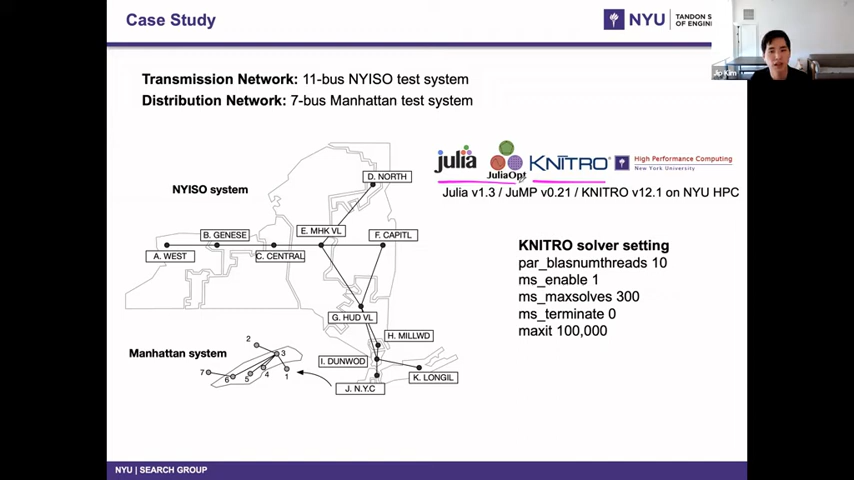 Case Study
NYU
TANDON S
OF ENGINE
Jip Kim
Transmission Network: 11-bus NYISO test system
Distribution Network: 7-bus Manhattan test system
julia
JuliaOpt
KNITRO
High Performance Computing
New York University
Julia v1.3 / JuMP v0.21 / KNITRO v12.1 on NYU HPC
NYISO system
D. NORTH
B. GENESE
E. MHK VL
F. CAPITL
A. WEST
C. CENTRAL
KNITRO solver setting
par_blasnumthreads 10
ms_enable 1
ms_maxsolves 300
ms_terminate 0
maxit 100,000
G. HUD VL
H. MILLWD
Manhattan system
I. DUNWOD
K. LONGIL
J. N.Y.C
2
3
7
6
5
4
1
NYU | SEARCH GROUP